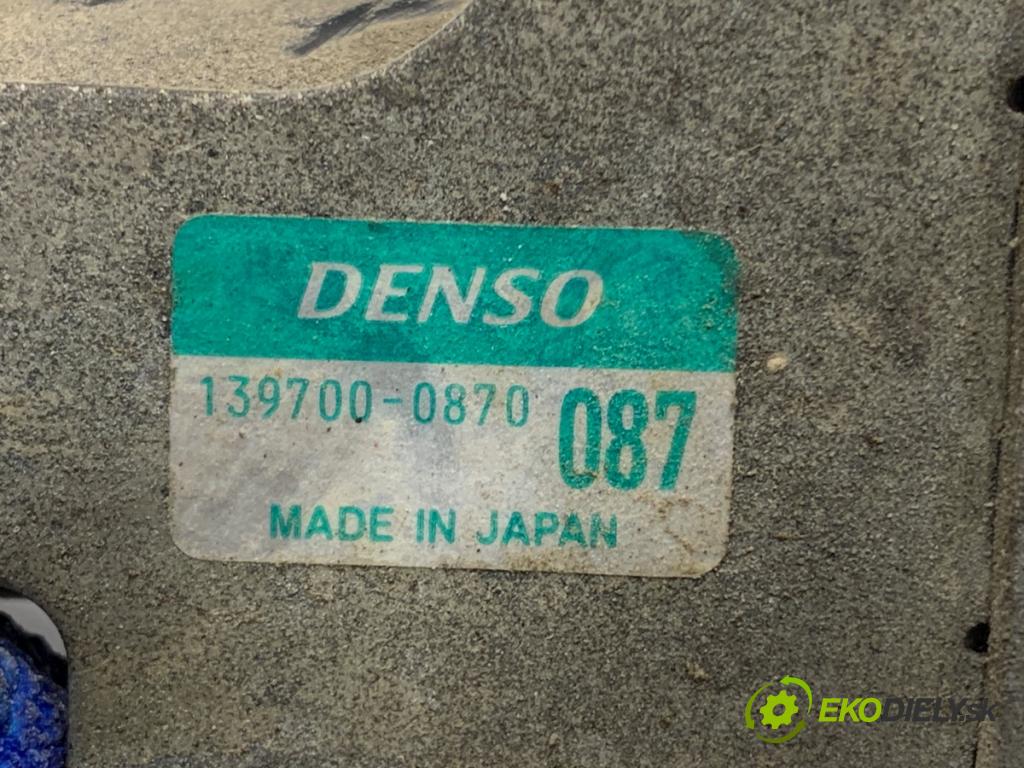 DENSO
139700-0870 087
MADE IN JAPAN
EKODIELY.sk